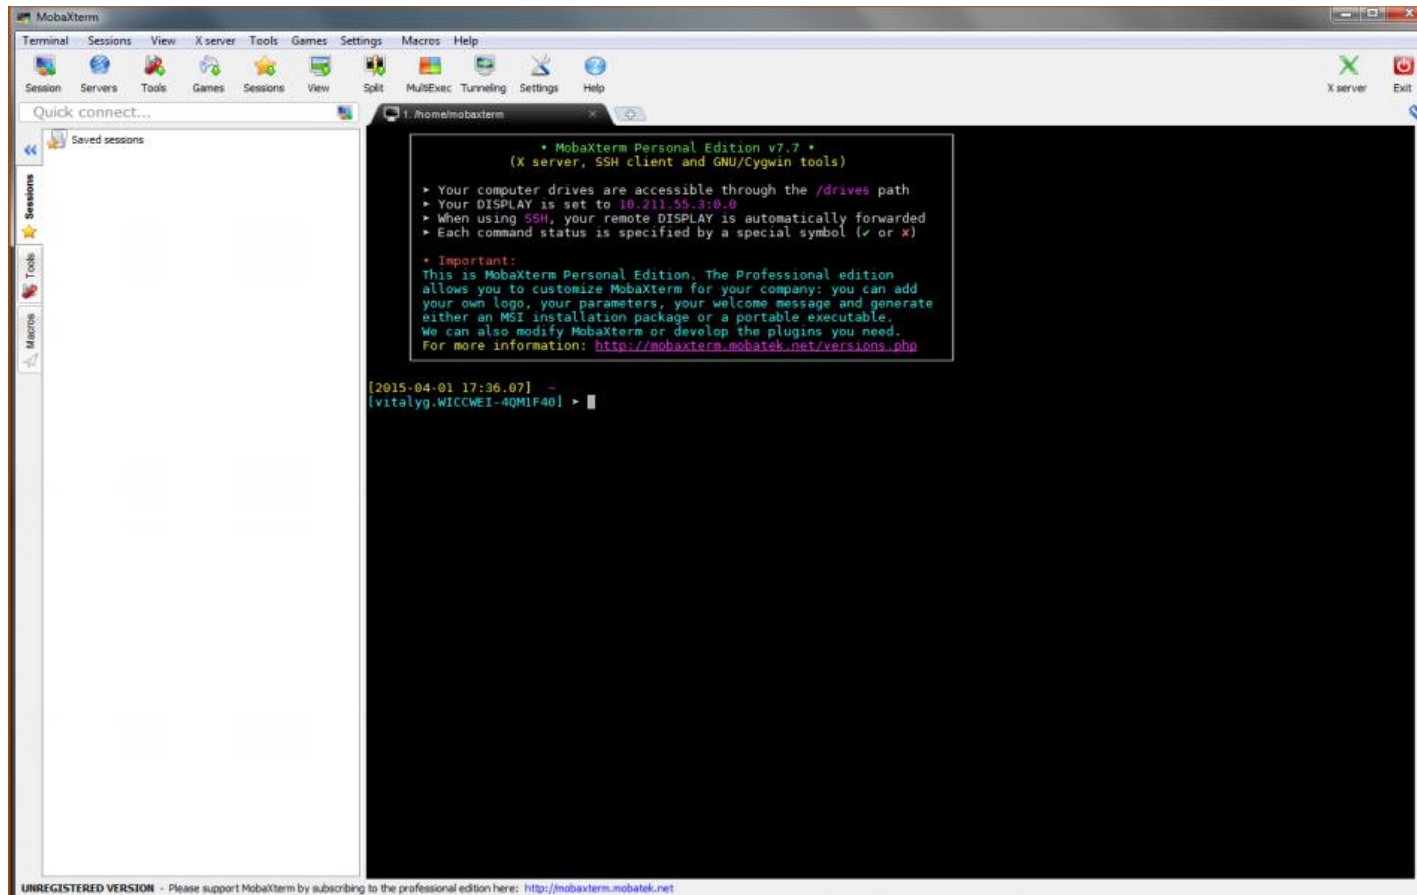 MobaXterm
Terminal Sessions View X server Tools Games Settings Macros Help
Session Servers Tools Games Sessions View Split MultiExec Tunneling Settings Help X server Exit
Quick connect...
1. /home/mobaxterm
Saved sessions
Sessions
Tools
Macros
• MobaXterm Personal Edition v7.7 •
(X server, SSH client and GNU/Cygwin tools)
➤ Your computer drives are accessible through the /drives path
➤ Your DISPLAY is set to 10.211.55.3:0.0
➤ When using SSH, your remote DISPLAY is automatically forwarded
➤ Each command status is specified by a special symbol (✔ or ✘)
• Important:
This is MobaXterm Personal Edition. The Professional edition
allows you to customize MobaXterm for your company: you can add
your own logo, your parameters, your welcome message and generate
either an MSI installation package or a portable executable.
We can also modify MobaXterm or develop the plugins you need.
For more information: http://mobaxterm.mobatek.net/versions.php
[2015-04-01 17:36.07] ~
[vitalyg.WICCWEI-4QM1F40] ➤
UNREGISTERED VERSION - Please support MobaXterm by subscribing to the professional edition here: http://mobaxterm.mobatek.net